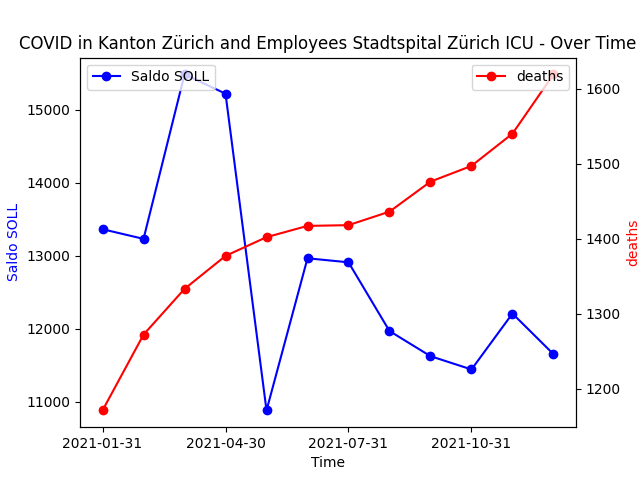 COVID in Kanton Zürich and Employees Stadtspital Zürich ICU - Over Time
Saldo SOLL
deaths
15000
14000
13000
12000
11000
Saldo SOLL
1600
1500
1400
1300
1200
deaths
2021-01-31
2021-04-30
2021-07-31
2021-10-31
Time